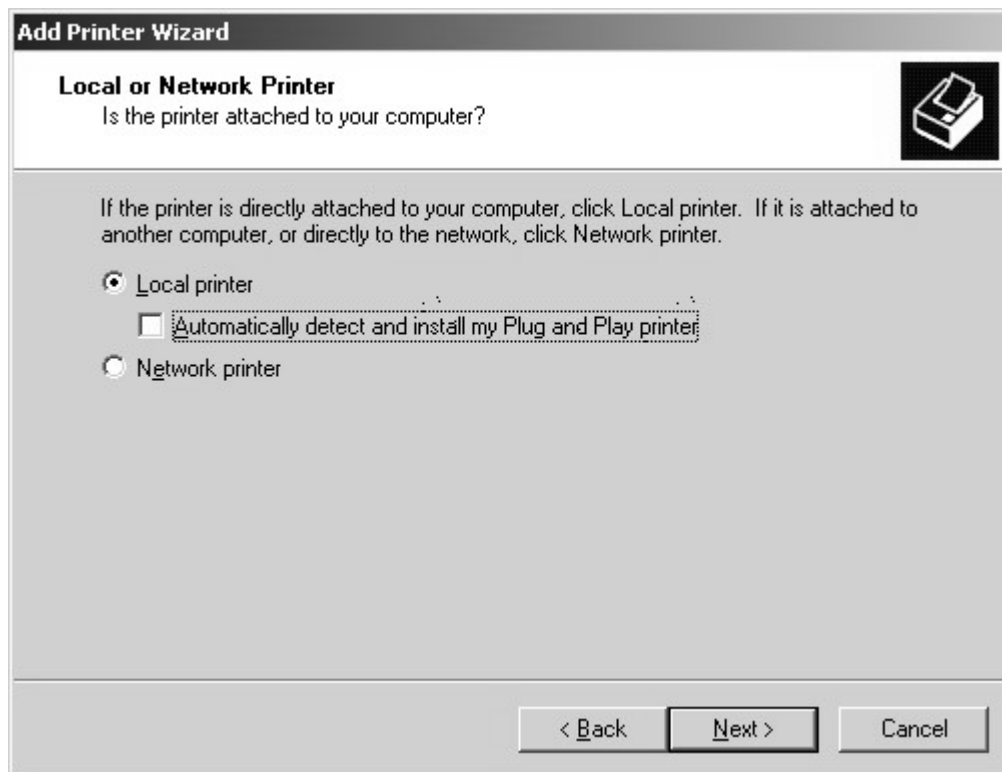 Add Printer Wizard
Local or Network Printer
Is the printer attached to your computer?
If the printer is directly attached to your computer, click Local printer.  If it is attached to
another computer, or directly to the network, click Network printer.
Local printer
Automatically detect and install my Plug and Play printer
Network printer
< Back
Next >
Cancel